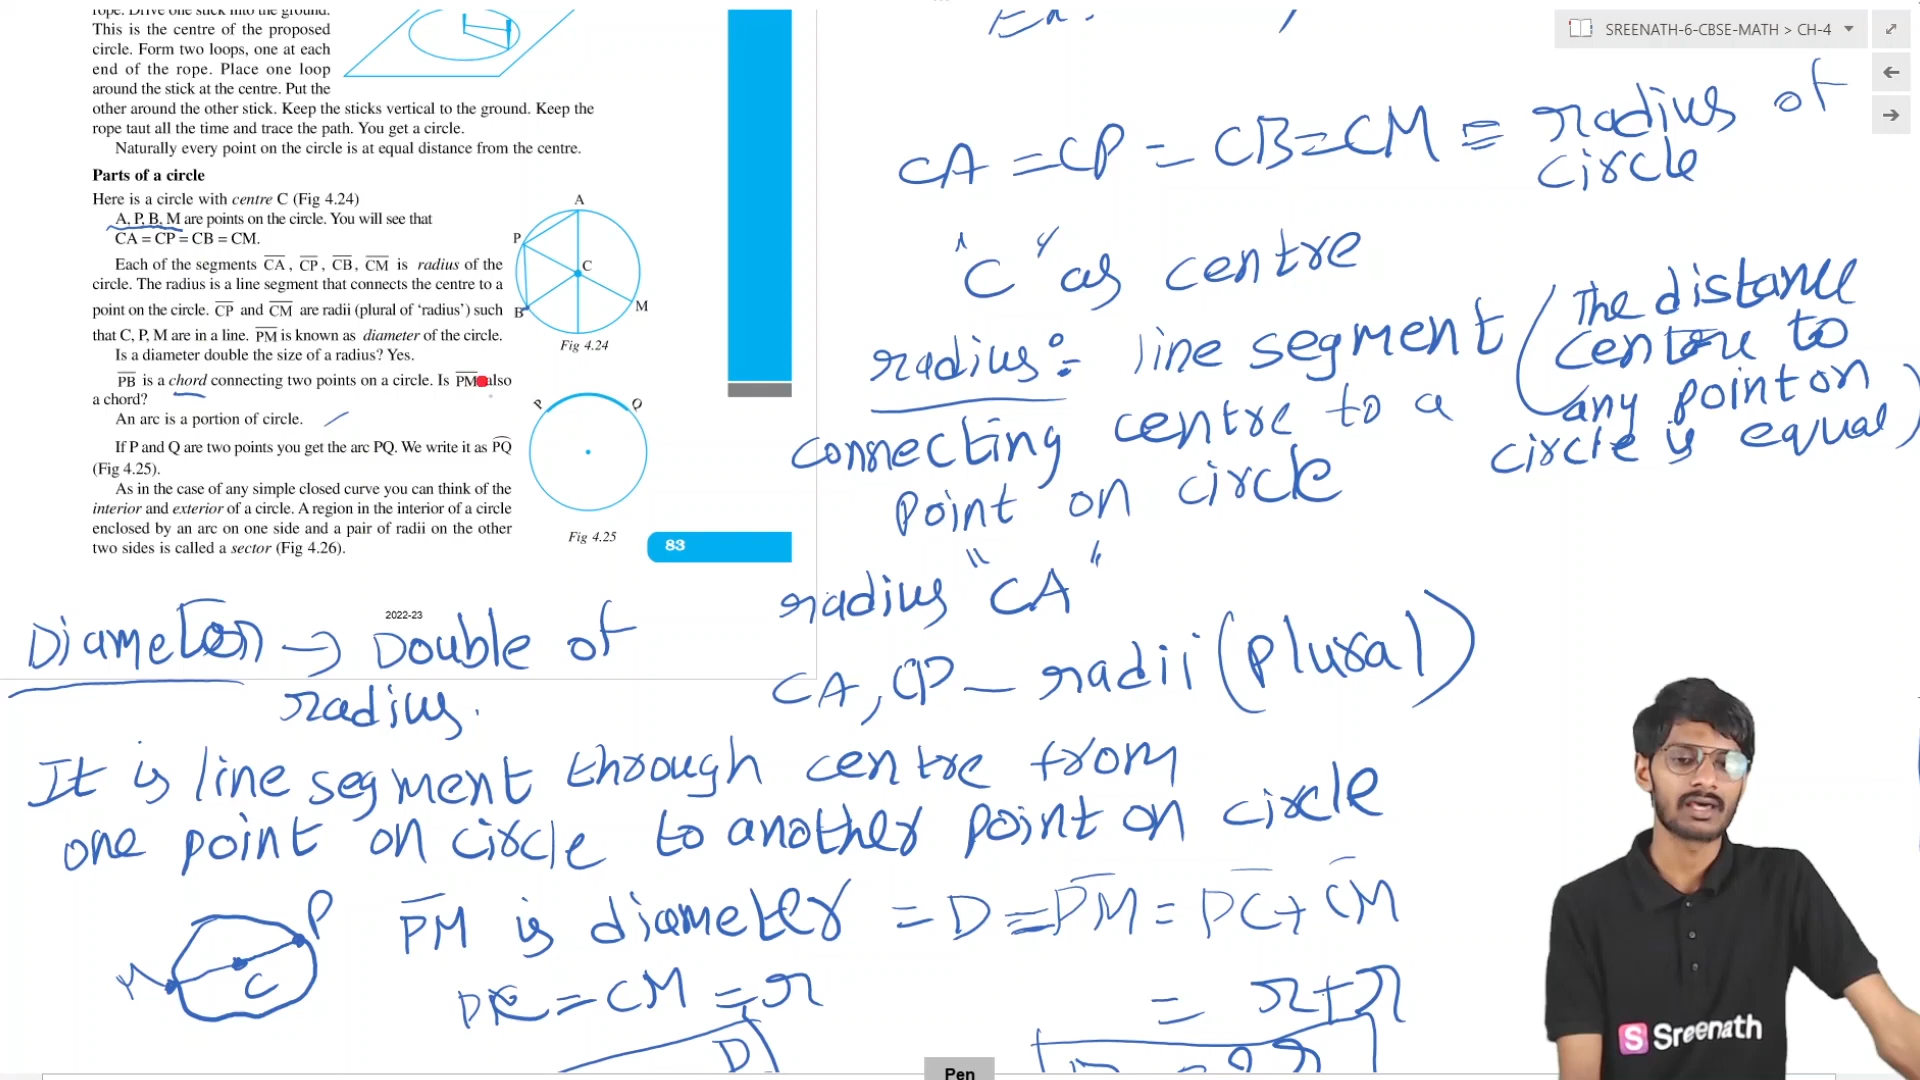 This is the centre of the proposed
circle. Form two loops, one at each
end of the rope. Place one loop
around the stick at the centre. Put the
other around the other stick. Keep the sticks vertical to the ground. Keep the
rope taut all the time and trace the path. You get a circle.
Naturally every point on the circle is at equal distance from the centre.
Parts of a circle
Here is a circle with centre C (Fig 4.24)
A, P, B, M are points on the circle. You will see that
CA = CP = CB = CM.
Each of the segments CA, CP, CB, CM is radius of the
circle. The radius is a line segment that connects the centre to a
point on the circle. CP and CM are radii (plural of 'radius') such
that C, P, M are in a line. PM is known as diameter of the circle.
Is a diameter double the size of a radius? Yes.
PB is a chord connecting two points on a circle. Is PM also
a chord?
An arc is a portion of circle.
If P and Q are two points you get the arc PQ. We write it as PQ
(Fig 4.25).
As in the case of any simple closed curve you can think of the
interior and exterior of a circle. A region in the interior of a circle
enclosed by an arc on one side and a pair of radii on the other
two sides is called a sector (Fig 4.26).
A
P
C
B
M
Fig 4.24
P
Q
Fig 4.25
83
2022-23
SREENATH-6-CBSE-MATH > CH-4
CA = CP = CB = CM = radius of
circle
"C" as centre
radius:- line segment
connecting centre to a
point on circle
(The distance
centre to
any point on
circle is equal)
radius "CA"
CA, CP - radii (plural)
Diameter → Double of
radius.
It is line segment through centre from
one point on circle to another point on circle
P
M
C
PM is diameter = D = PM = PC + CM
= CM = r
= r + r
D
Sreenath
Pen